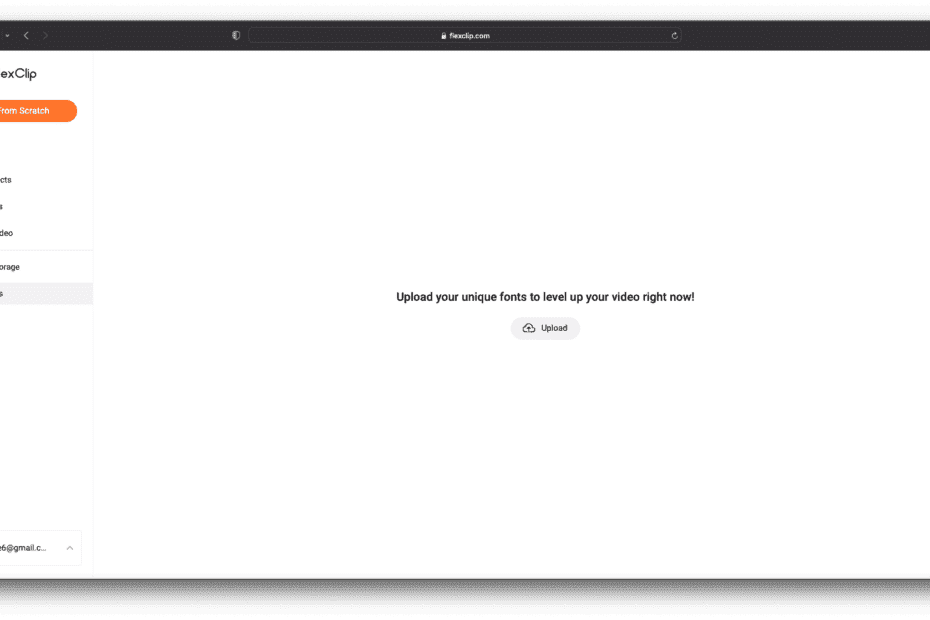 flexclip.com
exClip
From Scratch
cts
s
deo
orage
s
Upload your unique fonts to level up your video right now!
Upload
e6@gmail.c...